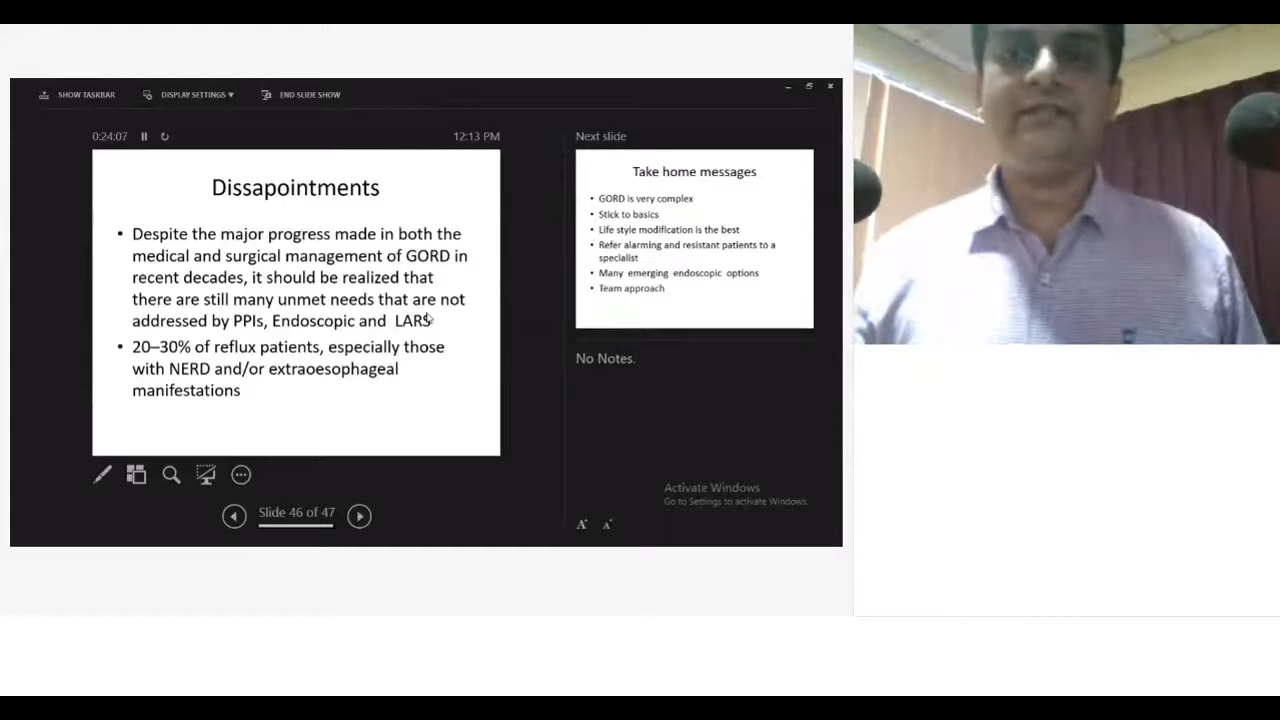 SHOW TASKBAR
DISPLAY SETTINGS ▼
END SLIDE SHOW
0:24:07
12:13 PM
Dissapointments
• Despite the major progress made in both the
medical and surgical management of GORD in
recent decades, it should be realized that
there are still many unmet needs that are not
addressed by PPIs, Endoscopic and LARS
• 20–30% of reflux patients, especially those
with NERD and/or extraoesophageal
manifestations
Slide 46 of 47
Next slide
Take home messages
• GORD is very complex
• Stick to basics
• Life style modification is the best
• Refer alarming and resistant patients to a
specialist
• Many emerging endoscopic options
• Team approach
No Notes.
Activate Windows
Go to Settings to activate Windows.
A A